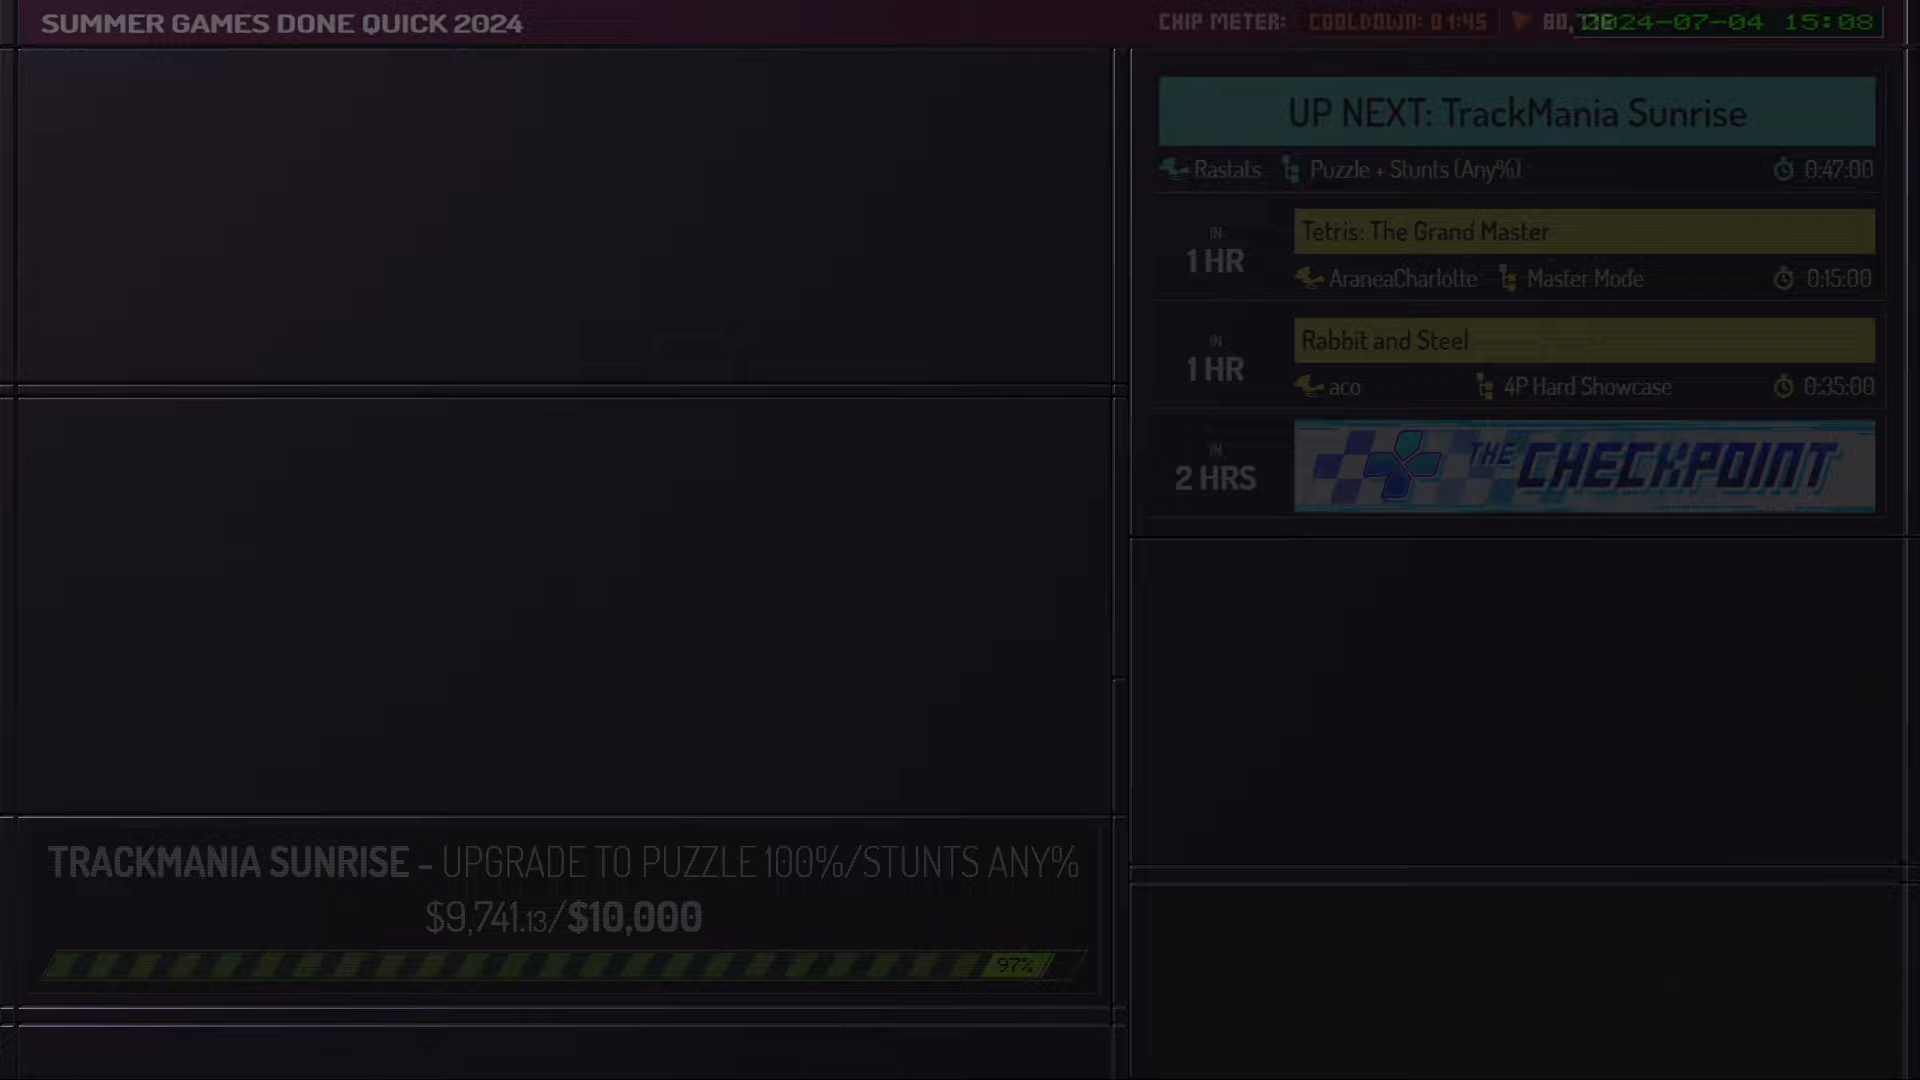 SUMMER GAMES DONE QUICK 2024
CHIP METER: COOLDOWN: 01:45
2024-07-04 15:08
UP NEXT: TrackMania Sunrise
Rastats Puzzle + Stunts (Any%) 0:47:00
IN
1 HR
Tetris: The Grand Master
AraneaCharlotte Master Mode 0:15:00
IN
1 HR
Rabbit and Steel
aco 4P Hard Showcase 0:35:00
IN
2 HRS
THE CHECKPOINT
TRACKMANIA SUNRISE - UPGRADE TO PUZZLE 100%/STUNTS ANY%
$9,741.13/$10,000
97%